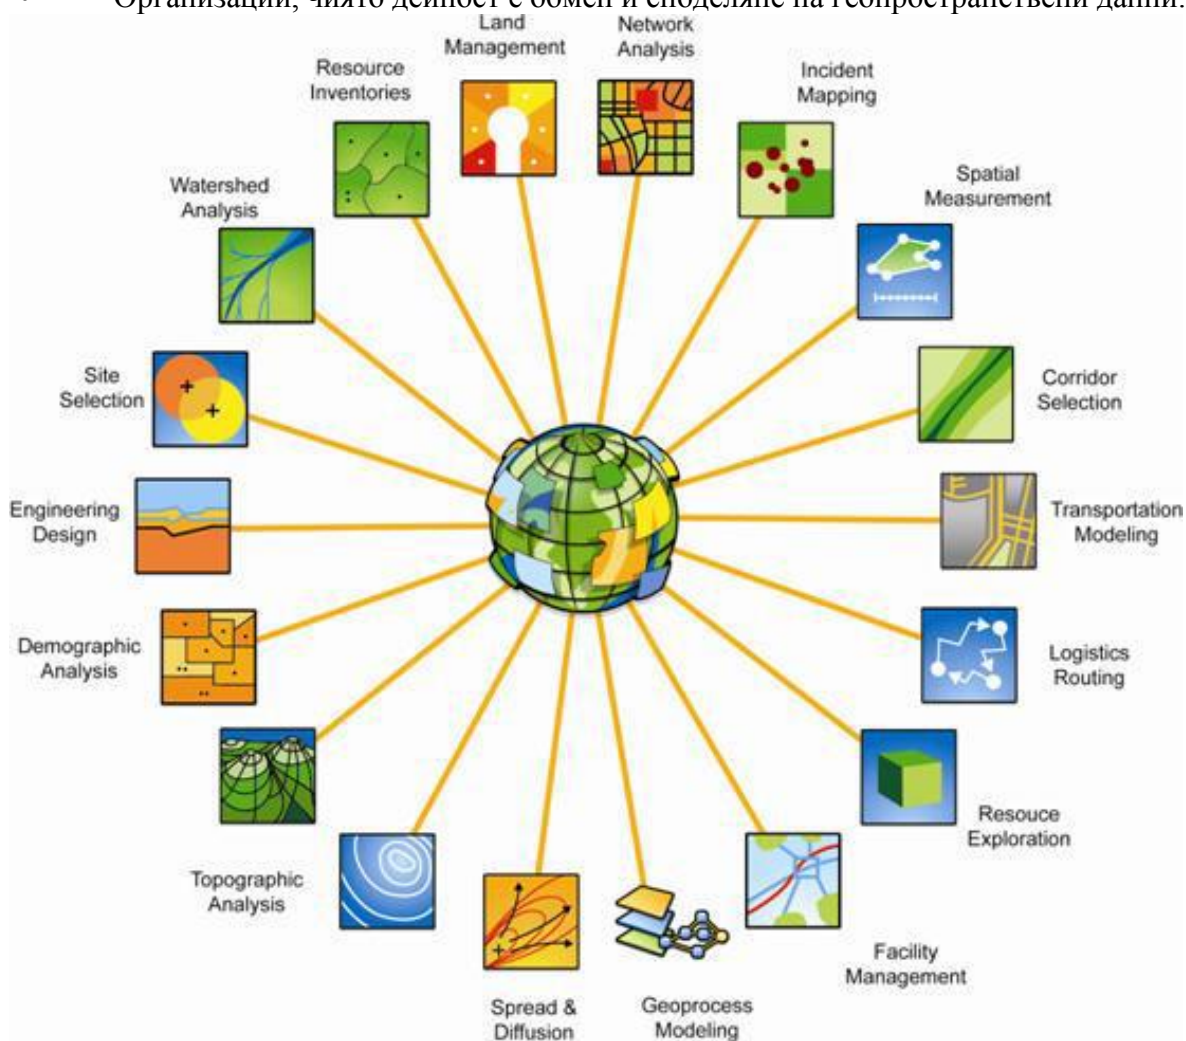 Организации, чиято дейност е обмен и споделяне на геопространствени данни.
Land
Management
Network
Analysis
Resource
Inventories
Incident
Mapping
Watershed
Analysis
Spatial
Measurement
Site
Selection
Corridor
Selection
Engineering
Design
Transportation
Modeling
Demographic
Analysis
Logistics
Routing
Resouce
Exploration
Topographic
Analysis
Facility
Management
Spread &
Diffusion
Geoprocess
Modeling